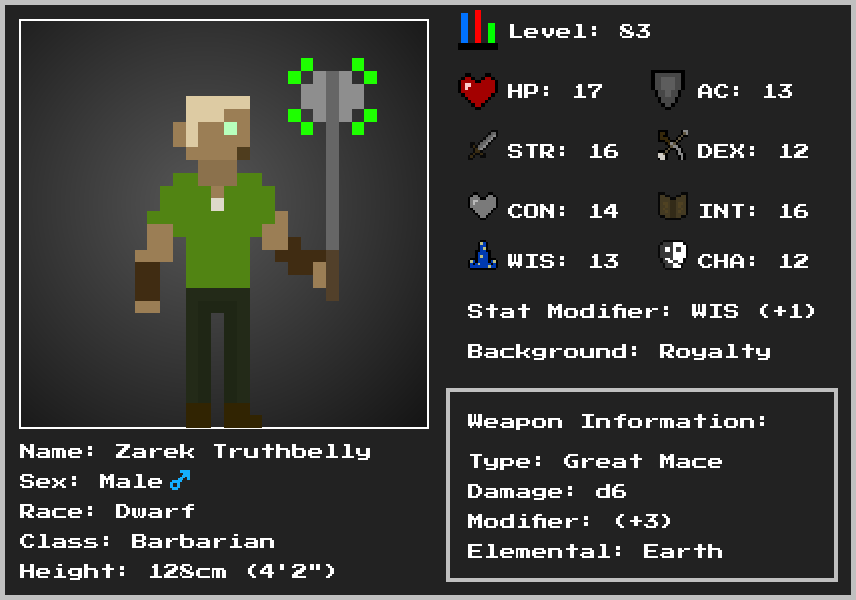 Level: 83
HP: 17
AC: 13
STR: 16
DEX: 12
CON: 14
INT: 16
WIS: 13
CHA: 12
Stat Modifier: WIS (+1)
Background: Royalty
Weapon Information:
Type: Great Mace
Damage: d6
Modifier: (+3)
Elemental: Earth
Name: Zarek Truthbelly
Sex: Male ♂
Race: Dwarf
Class: Barbarian
Height: 128cm (4'2")